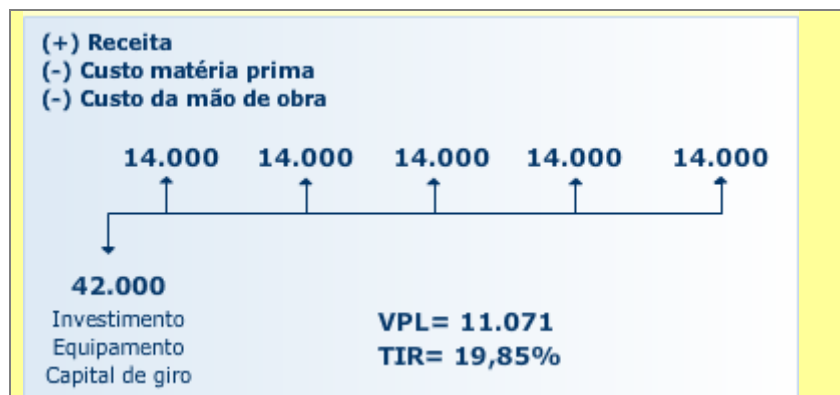 (+) Receita
(-) Custo matéria prima
(-) Custo da mão de obra
14.000 14.000 14.000 14.000 14.000
42.000
Investimento
Equipamento
Capital de giro
VPL= 11.071
TIR= 19,85%